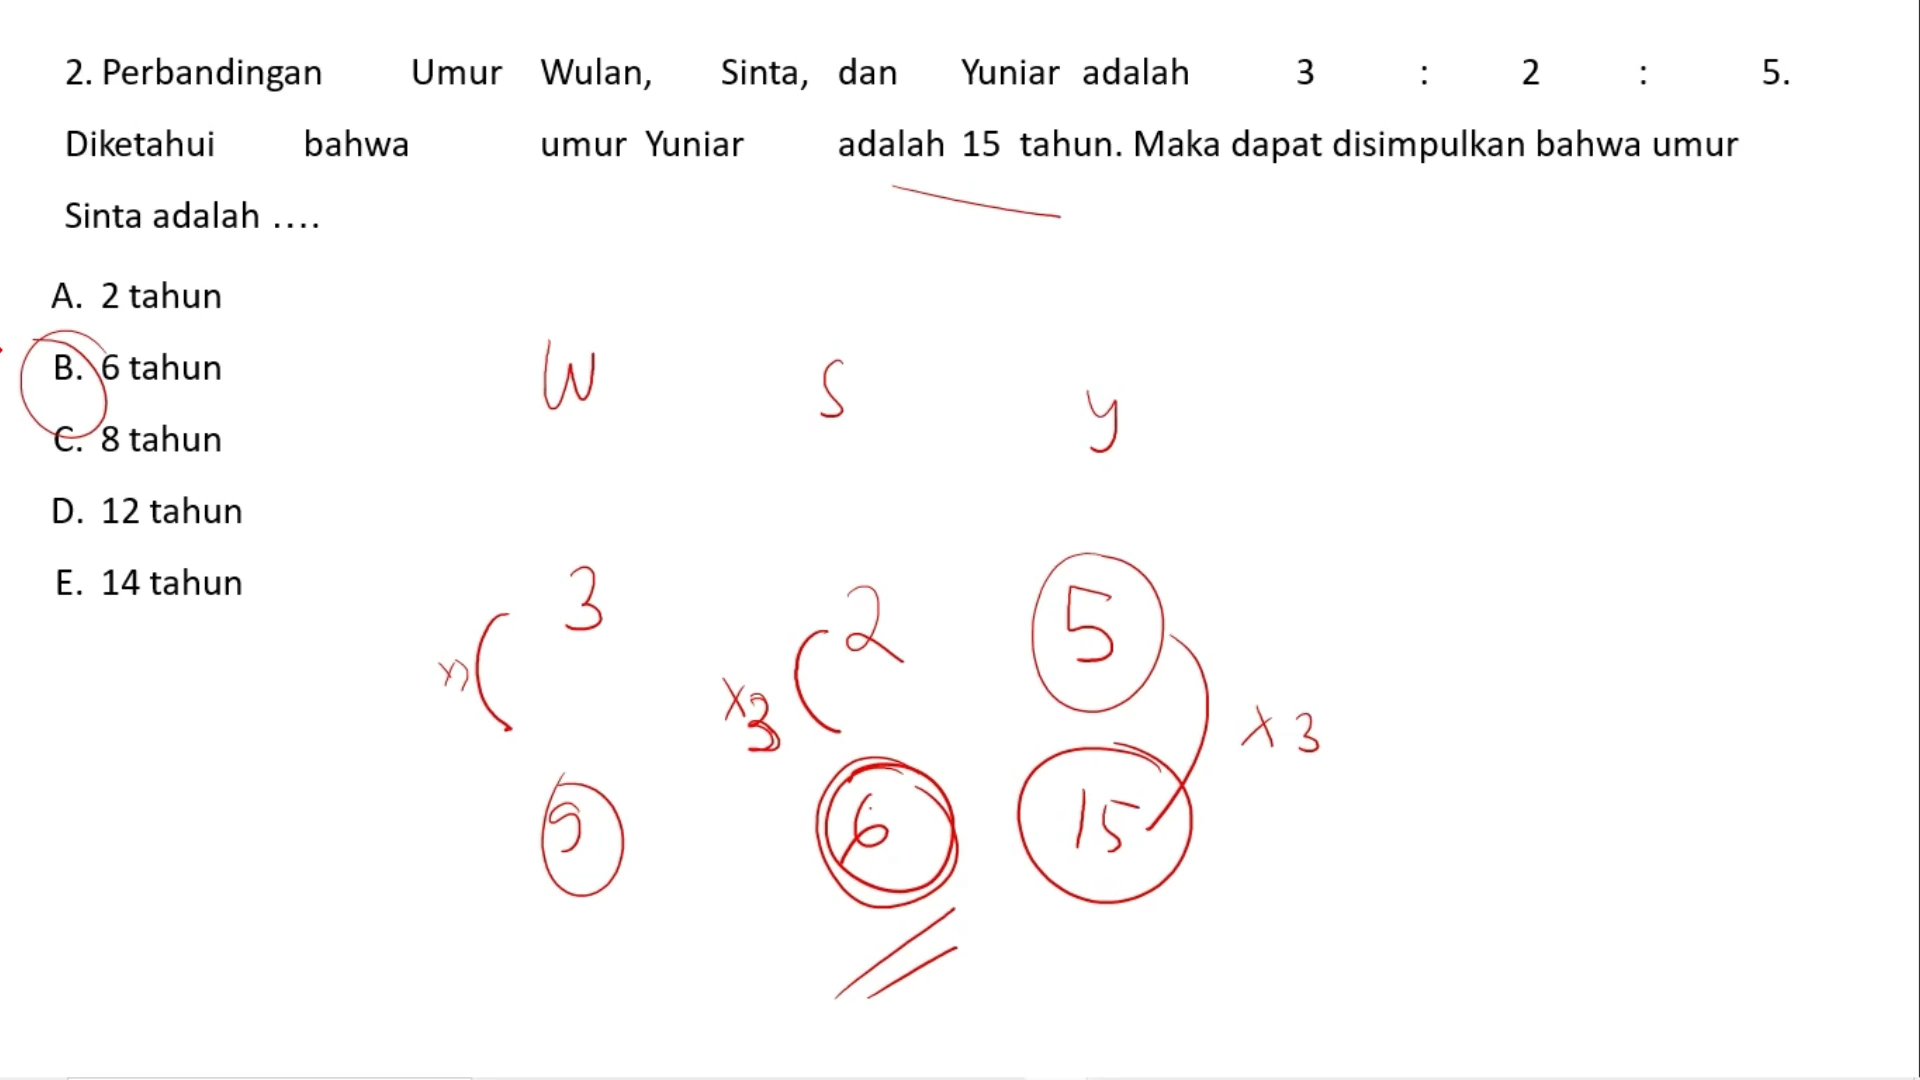 2. Perbandingan Umur Wulan, Sinta, dan Yuniar adalah 3 : 2 : 5.
Diketahui bahwa umur Yuniar adalah 15 tahun. Maka dapat disimpulkan bahwa umur
Sinta adalah ....
A. 2 tahun
B. 6 tahun
C. 8 tahun
D. 12 tahun
E. 14 tahun
W S y
3 2 5
x3 x3
6 15